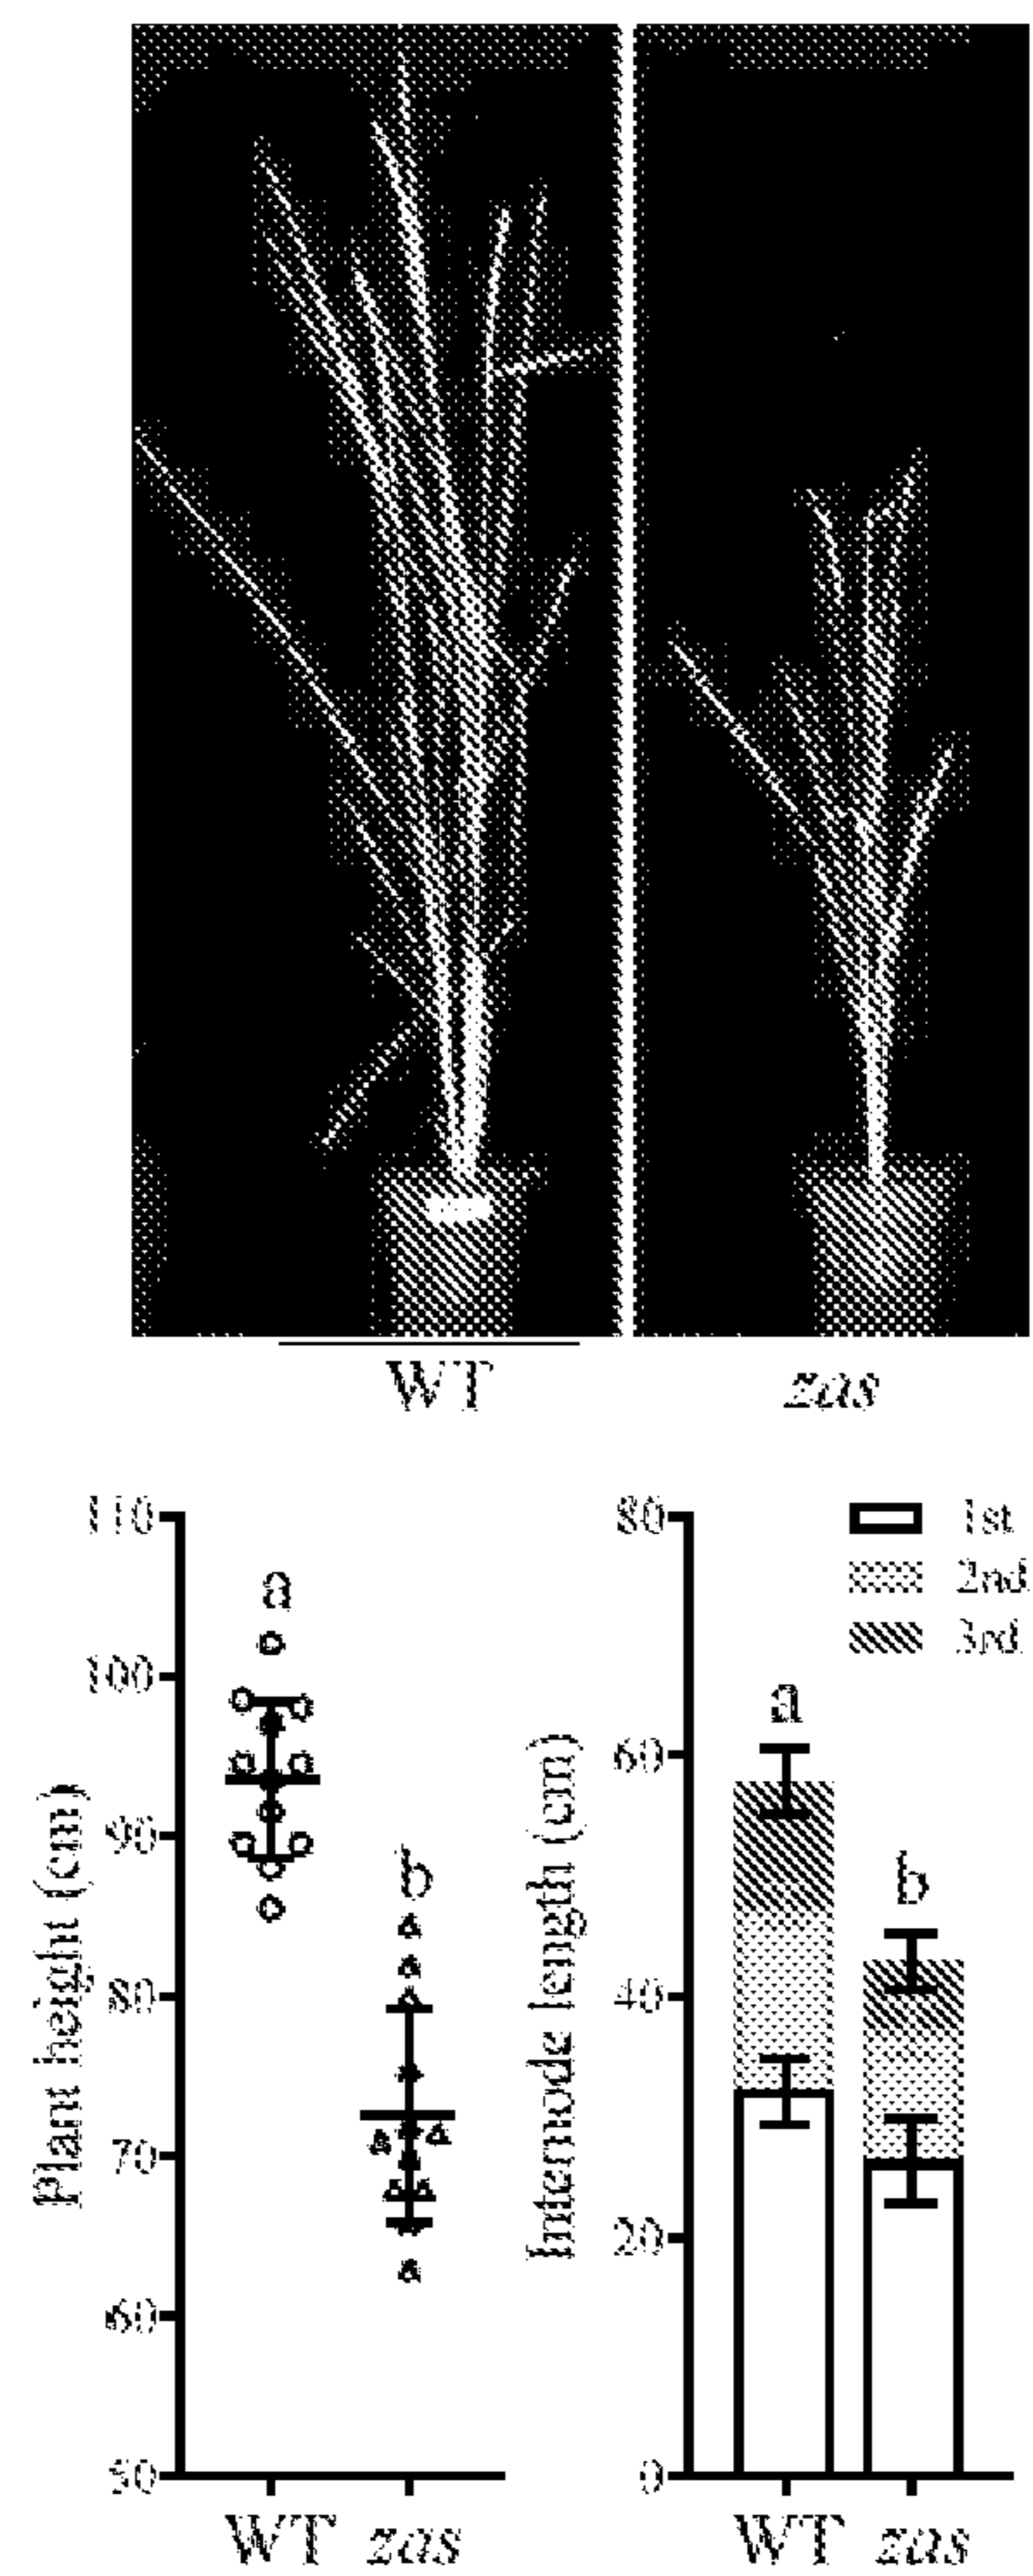 WT zas
110
100
90
80
70
60
50
Plant height (cm)
a
b
WT zas
80
60
40
20
0
Internode length (cm)
1st
2nd
3rd
a
b
WT zas